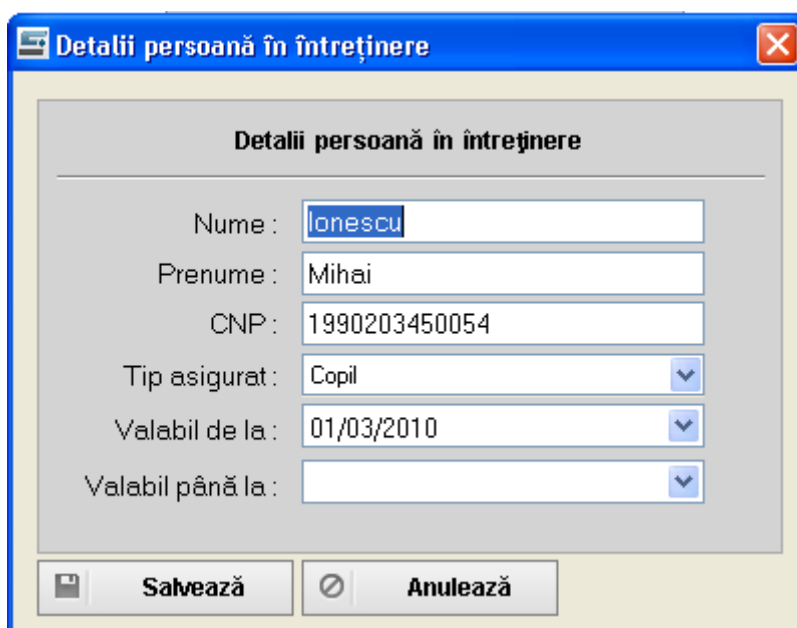 Detalii persoană în întreținere
Detalii persoană în întreţinere
Nume : Ionescu
Prenume : Mihai
CNP : 1990203450054
Tip asigurat : Copil
Valabil de la : 01/03/2010
Valabil până la :
Salvează Anulează